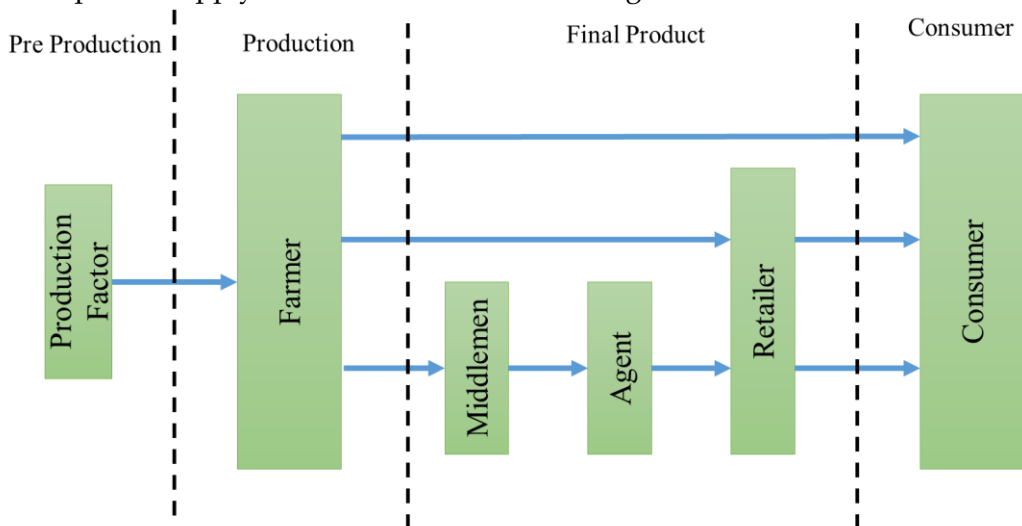 Pre Production
Production
Final Product
Consumer
Production
Factor
Farmer
Middlemen
Agent
Retailer
Consumer